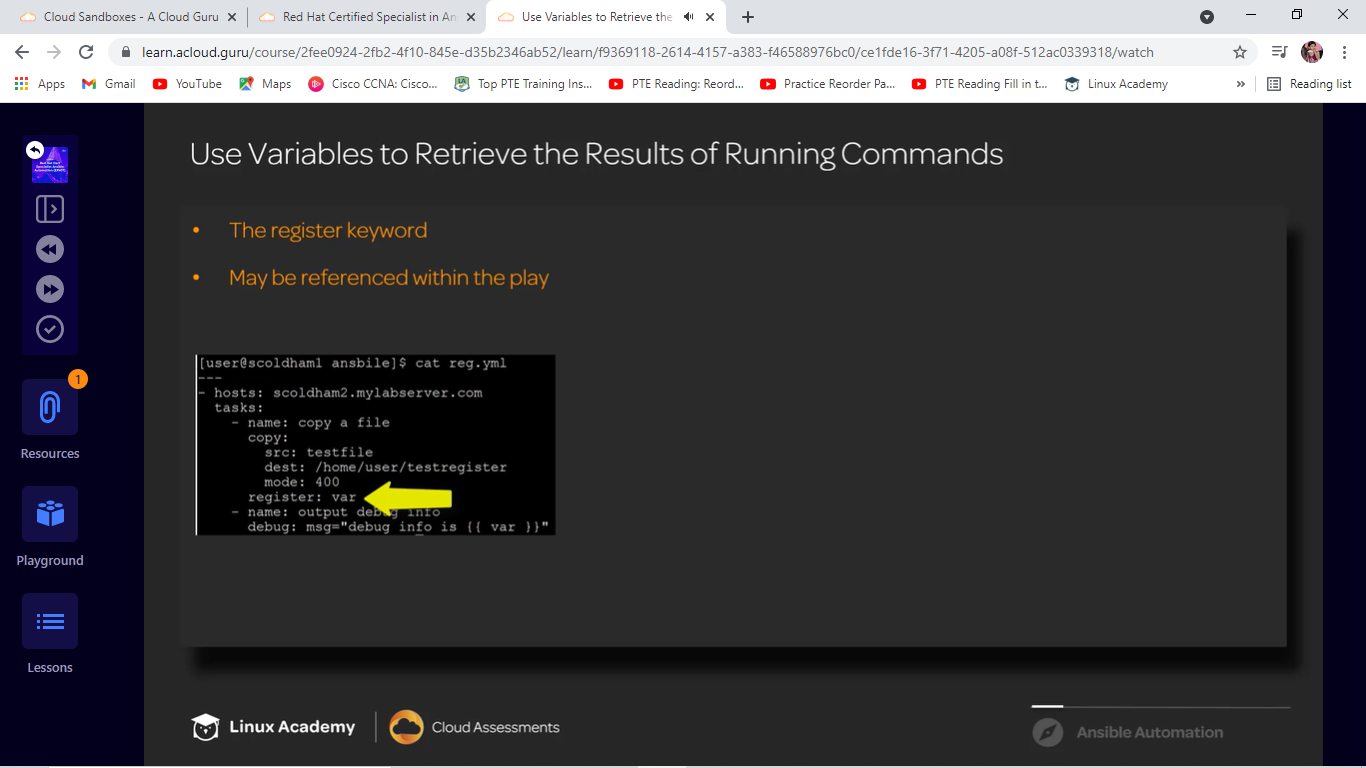 Cloud Sandboxes - A Cloud Guru
Red Hat Certified Specialist in An
Use Variables to Retrieve the
learn.acloud.guru/course/2fee0924-2fb2-4f10-845e-d35b2346ab52/learn/f9369118-2614-4157-a383-f46588976bc0/ce1fde16-3f71-4205-a08f-512ac0339318/watch
Apps
Gmail
YouTube
Maps
Cisco CCNA: Cisco...
Top PTE Training Ins...
PTE Reading: Reord...
Practice Reorder Pa...
PTE Reading Fill in t...
Linux Academy
»
Reading list
Use Variables to Retrieve the Results of Running Commands
• The register keyword
• May be referenced within the play
[user@scoldham1 ansbile]$ cat reg.yml
---
- hosts: scoldham2.mylabserver.com
tasks:
- name: copy a file
copy:
src: testfile
dest: /home/user/testregister
mode: 400
register: var
- name: output debug info
debug: msg="debug info is {{ var }}"
1
Resources
Playground
Lessons
Linux Academy
Cloud Assessments
Ansible Automation